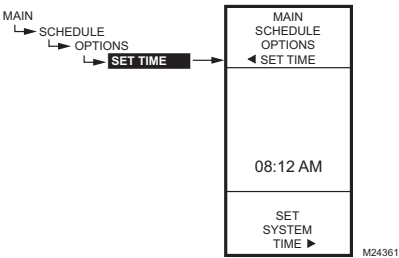 MAIN
SCHEDULE
OPTIONS
SET TIME
MAIN
SCHEDULE
OPTIONS
◄ SET TIME
08:12 AM
SET
SYSTEM
TIME ►
M24361